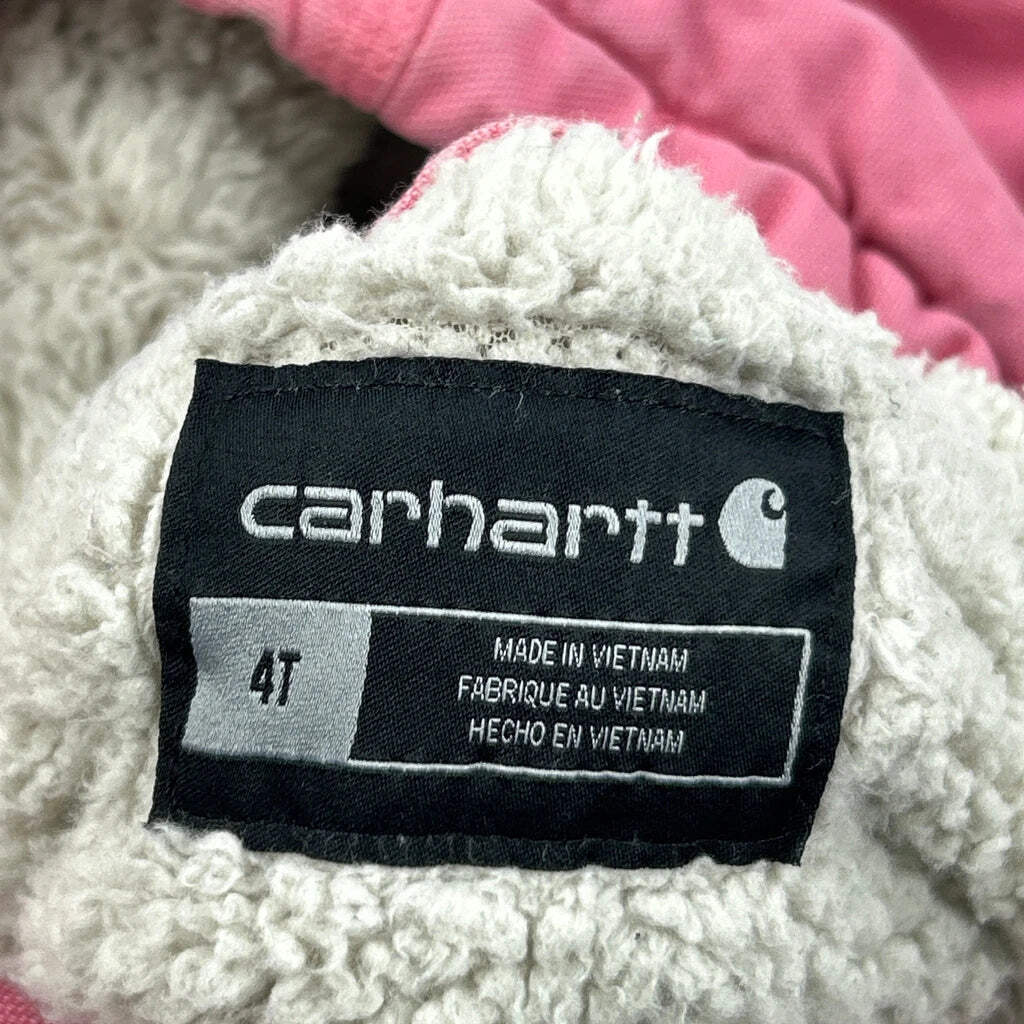 carhartt
4T
MADE IN VIETNAM
FABRIQUE AU VIETNAM
HECHO EN VIETNAM